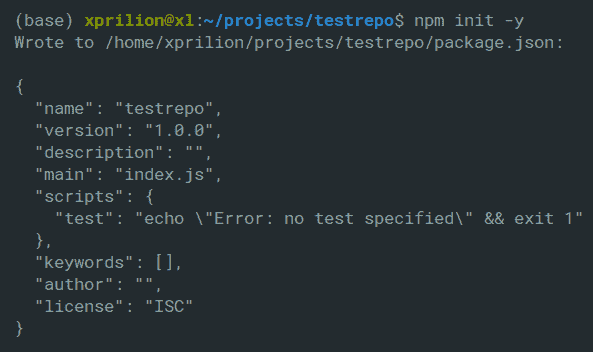 (base) xprilion@xl:~/projects/testrepo$ npm init -y
Wrote to /home/xprilion/projects/testrepo/package.json:

{
  "name": "testrepo",
  "version": "1.0.0",
  "description": "",
  "main": "index.js",
  "scripts": {
    "test": "echo \"Error: no test specified\" && exit 1"
  },
  "keywords": [],
  "author": "",
  "license": "ISC"
}